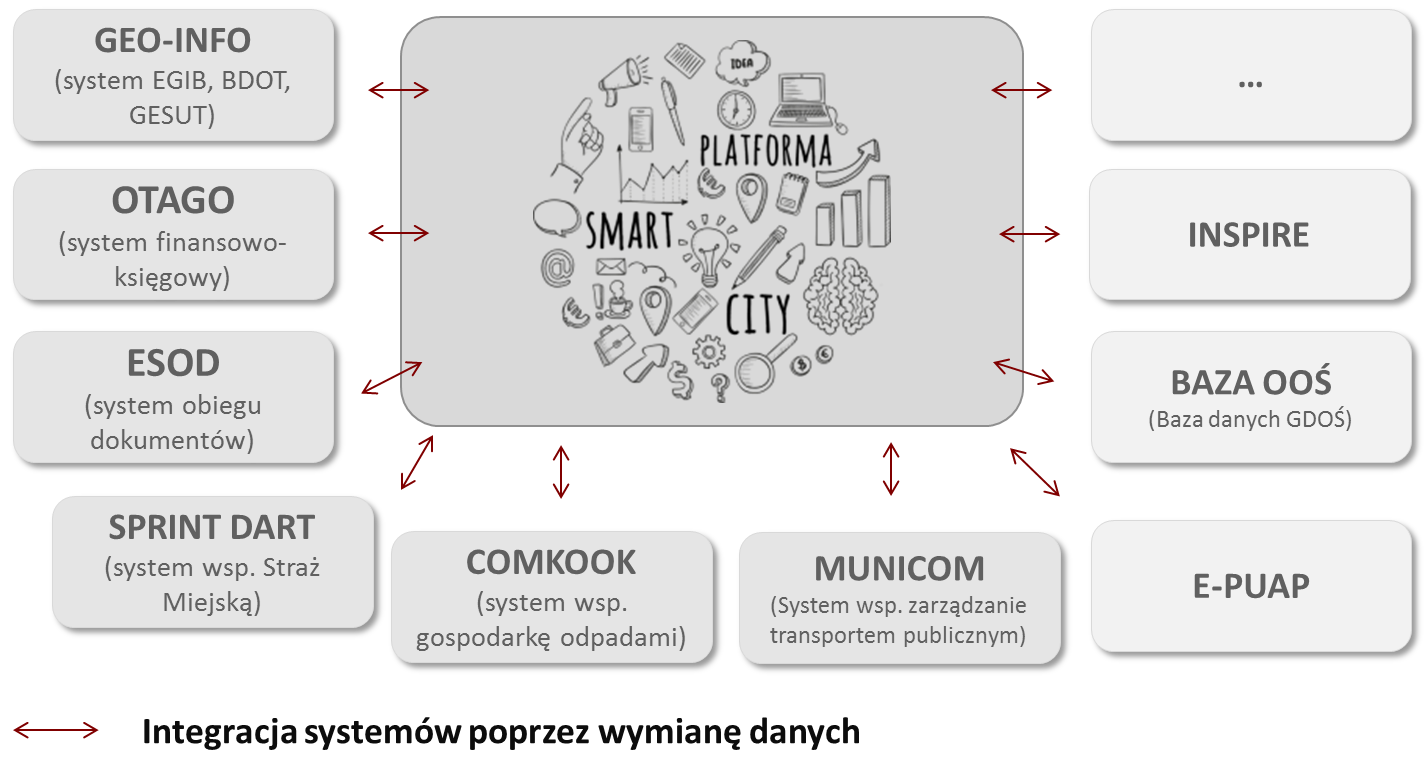 GEO-INFO
(system EGIB, BDOT,
GESUT)
OTAGO
(system finansowo-
księgowy)
ESOD
(system obiegu
dokumentów)
SPRINT DART
(system wsp. Straż
Miejską)
COMKOOK
(system wsp.
gospodarkę odpadami)
MUNICOM
(System wsp. zarządzanie
transportem publicznym)
IDEA
PLATFORMA
SMART
CITY
...
INSPIRE
BAZA OOŚ
(Baza danych GDOŚ)
E-PUAP
Integracja systemów poprzez wymianę danych